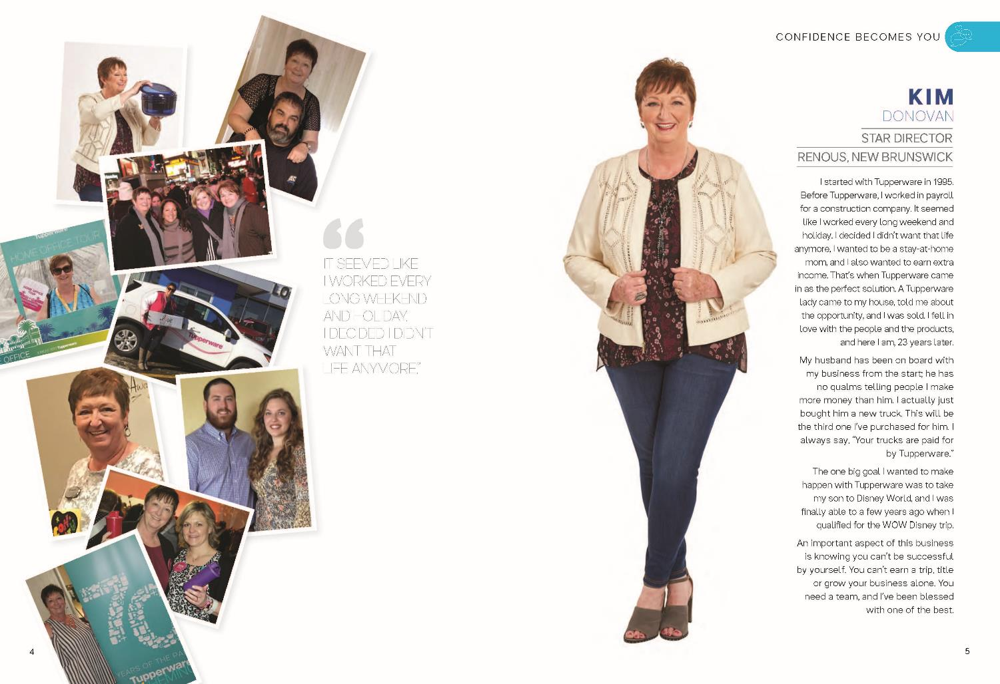 Tupperware
HOME OFFICE TOUR
HOME OFFICE
TOUR
OFFICE
Tupperware
love
Tupperware
AC
70
YEARS OF THE PA
Tupperware
“
IT SEEMED LIKE
I WORKED EVERY
LONG WEEKEND
AND HOLIDAY.
I DECIDED I DIDN'T
WANT THAT
LIFE ANYMORE.”
4
CONFIDENCE BECOMES YOU
KIM
DONOVAN
STAR DIRECTOR
RENOUS, NEW BRUNSWICK
I started with Tupperware in 1995.
Before Tupperware, I worked in payroll
for a construction company. It seemed
like I worked every long weekend and
holiday. I decided I didn't want that life
anymore, I wanted to be a stay-at-home
mom, and I also wanted to earn extra
income. That's when Tupperware came
in as the perfect solution. A Tupperware
lady came to my house, told me about
the opportunity, and I was sold. I fell in
love with the people and the products,
and here I am, 23 years later.
My husband has been on board with
my business from the start; he has
no qualms telling people I make
more money than him. I actually just
bought him a new truck. This will be
the third one I've purchased for him. I
always say, “Your trucks are paid for
by Tupperware.”
The one big goal I wanted to make
happen with Tupperware was to take
my son to Disney World, and I was
finally able to a few years ago when I
qualified for the WOW Disney trip.
An important aspect of this business
is knowing you can't be successful
by yourself. You can't earn a trip, title
or grow your business alone. You
need a team, and I've been blessed
with one of the best.
5